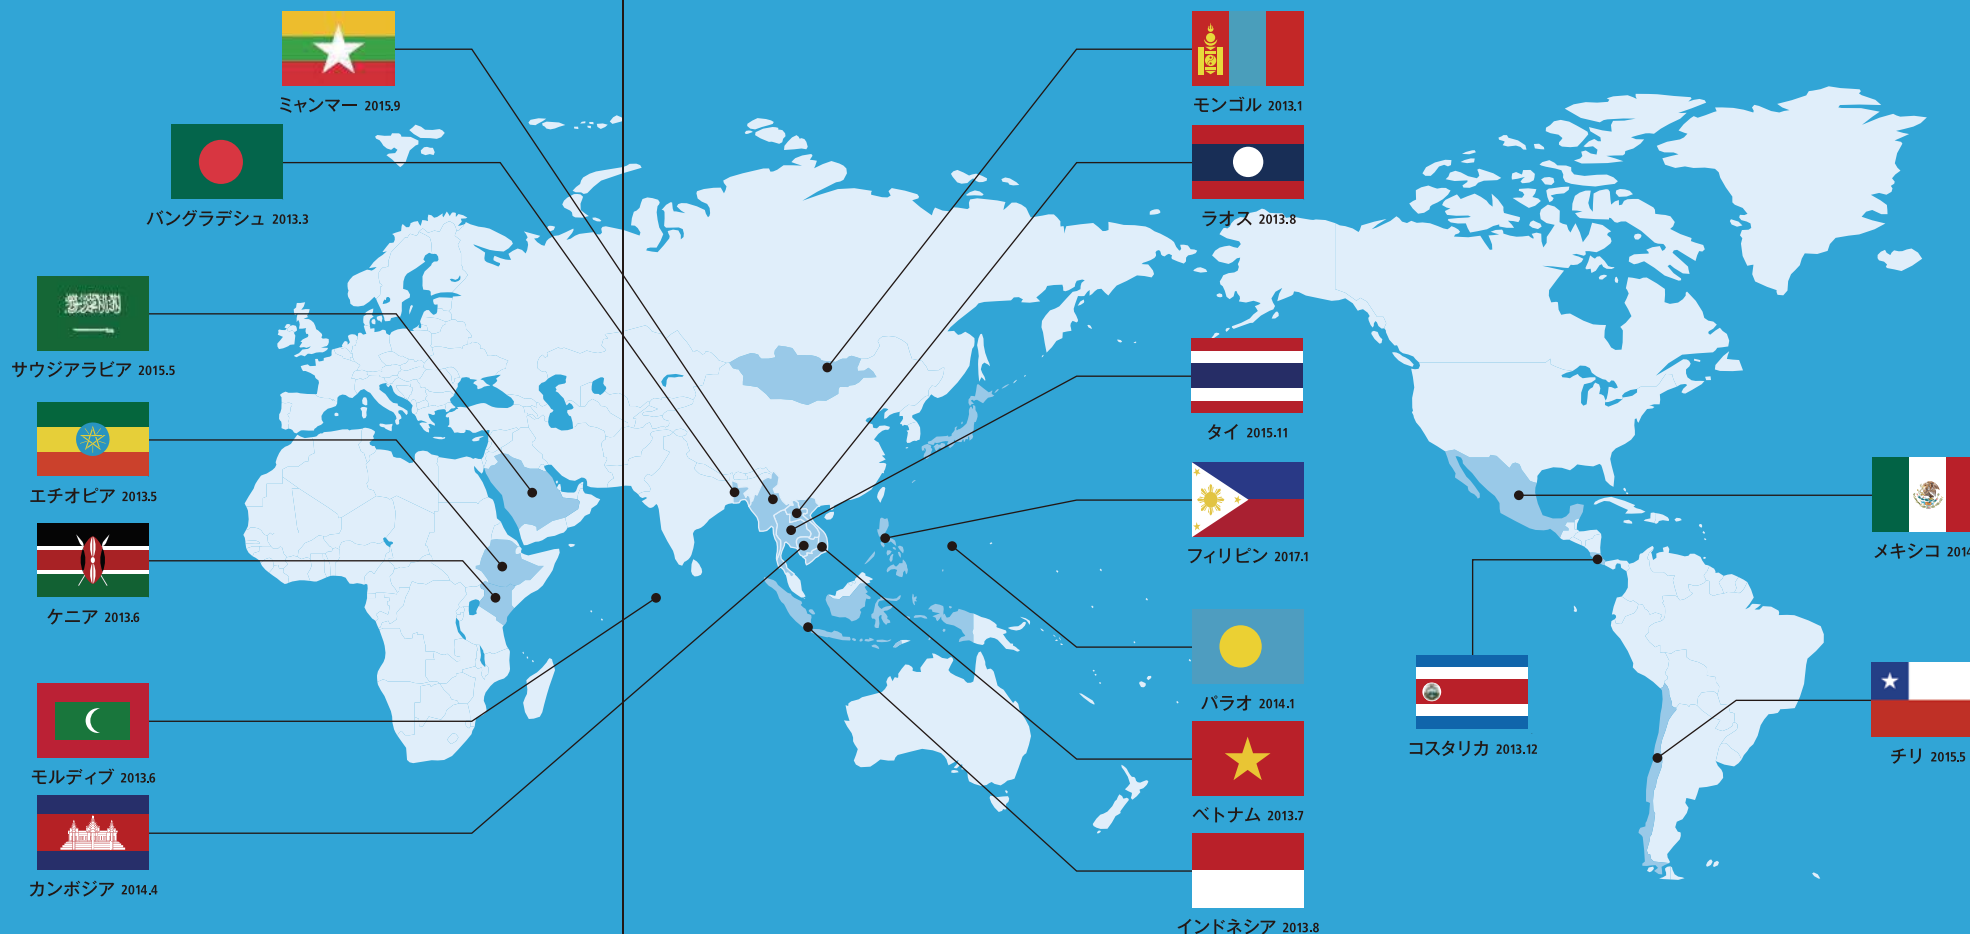 ミャンマー 2015.9
バングラデシュ 2013.3
サウジアラビア 2015.5
エチオピア 2013.5
ケニア 2013.6
モルディブ 2013.6
カンボジア 2014.4
モンゴル 2013.1
ラオス 2013.8
タイ 2015.11
フィリピン 2017.1
パラオ 2014.1
ベトナム 2013.7
インドネシア 2013.8
コスタリカ 2013.12
メキシコ 2014
チリ 2015.5